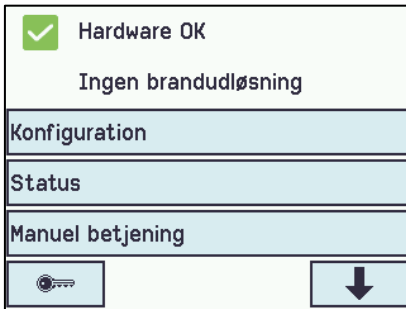 Hardware OK
Ingen brandudløsning
Konfiguration
Status
Manuel betjening